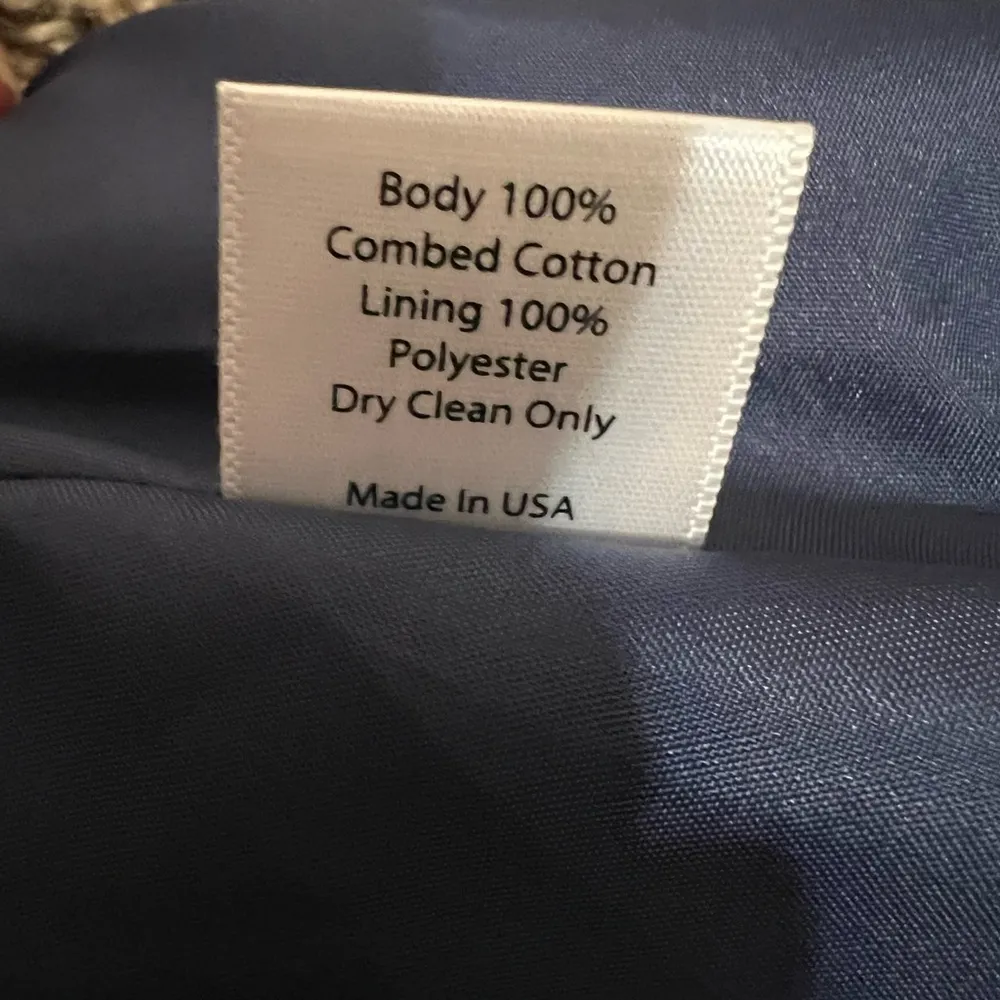 Body 100%
Combed Cotton
Lining 100%
Polyester
Dry Clean Only
Made In USA